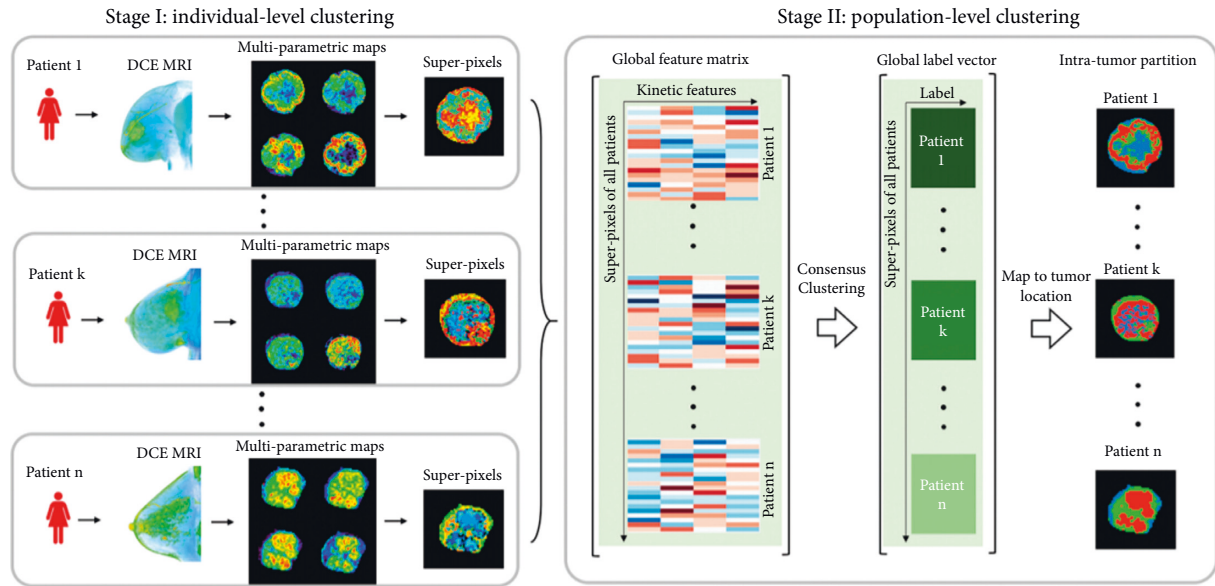 Stage I: individual-level clustering
Patient 1
DCE MRI
Multi-parametric maps
Super-pixels
Patient k
DCE MRI
Multi-parametric maps
Super-pixels
Patient n
DCE MRI
Multi-parametric maps
Super-pixels
Stage II: population-level clustering
Global feature matrix
Kinetic features
Super-pixels of all patients
Patient 1
Patient k
Patient n
Consensus
Clustering
Global label vector
Label
Super-pixels of all patients
Patient
1
Patient
k
Patient
n
Map to tumor
location
Intra-tumor partition
Patient 1
Patient k
Patient n